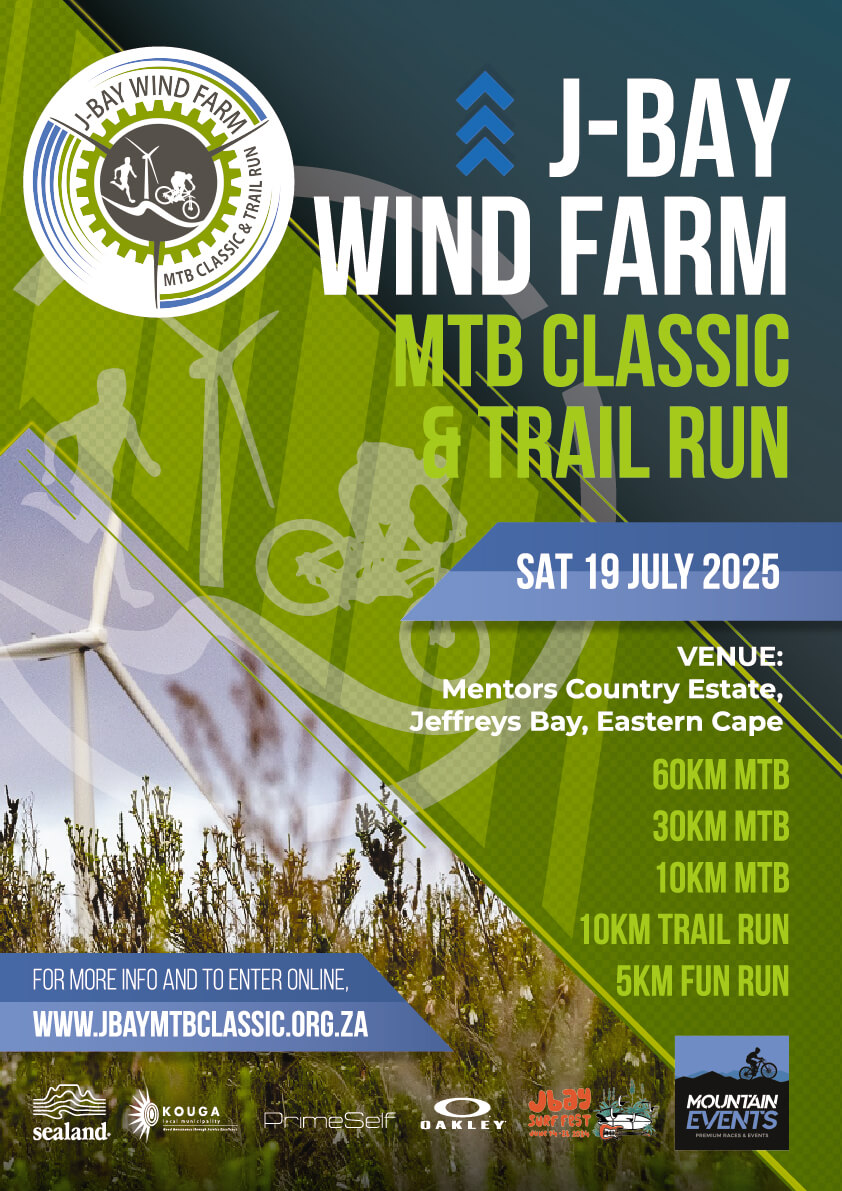 J-BAY WIND FARM
MTB CLASSIC & TRAIL RUN
J-BAY
WIND FARM
MTB CLASSIC
& TRAIL RUN
SAT 19 JULY 2025
VENUE:
Mentors Country Estate,
Jeffreys Bay, Eastern Cape
60KM MTB
30KM MTB
10KM MTB
10KM TRAIL RUN
5KM FUN RUN
FOR MORE INFO AND TO ENTER ONLINE,
WWW.JBAYMTBCLASSIC.ORG.ZA
sealand
KOUGA
local municipality
PrimeSelf
OAKLEY
Jbay
SURF FEST
MOUNTAIN
EVENTS
PREMIUM RACES & EVENTS